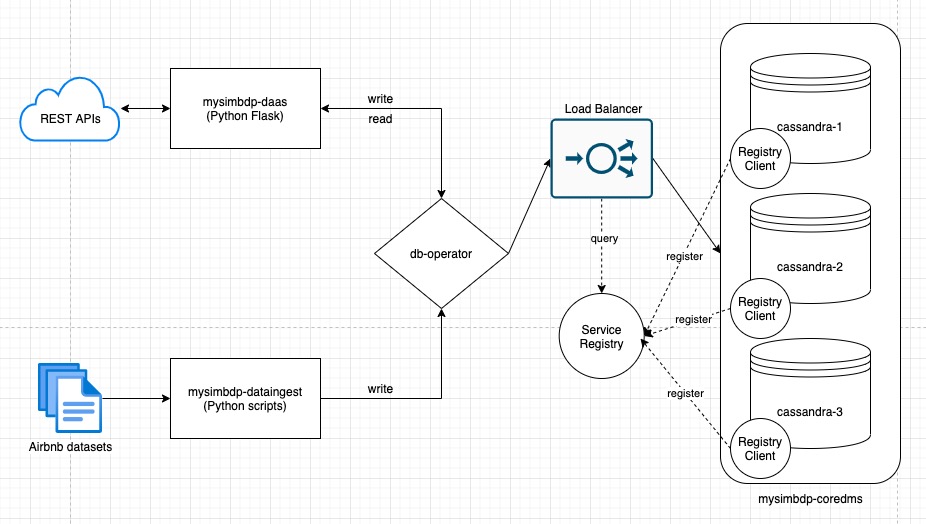 REST APIs
mysimbdp-daas
(Python Flask)
write
read
Load Balancer
cassandra-1
Registry
Client
db-operator
query
register
cassandra-2
Registry
Client
Service
Registry
register
mysimbdp-dataingest
(Python scripts)
write
register
cassandra-3
Registry
Client
Airbnb datasets
mysimbdp-coredms